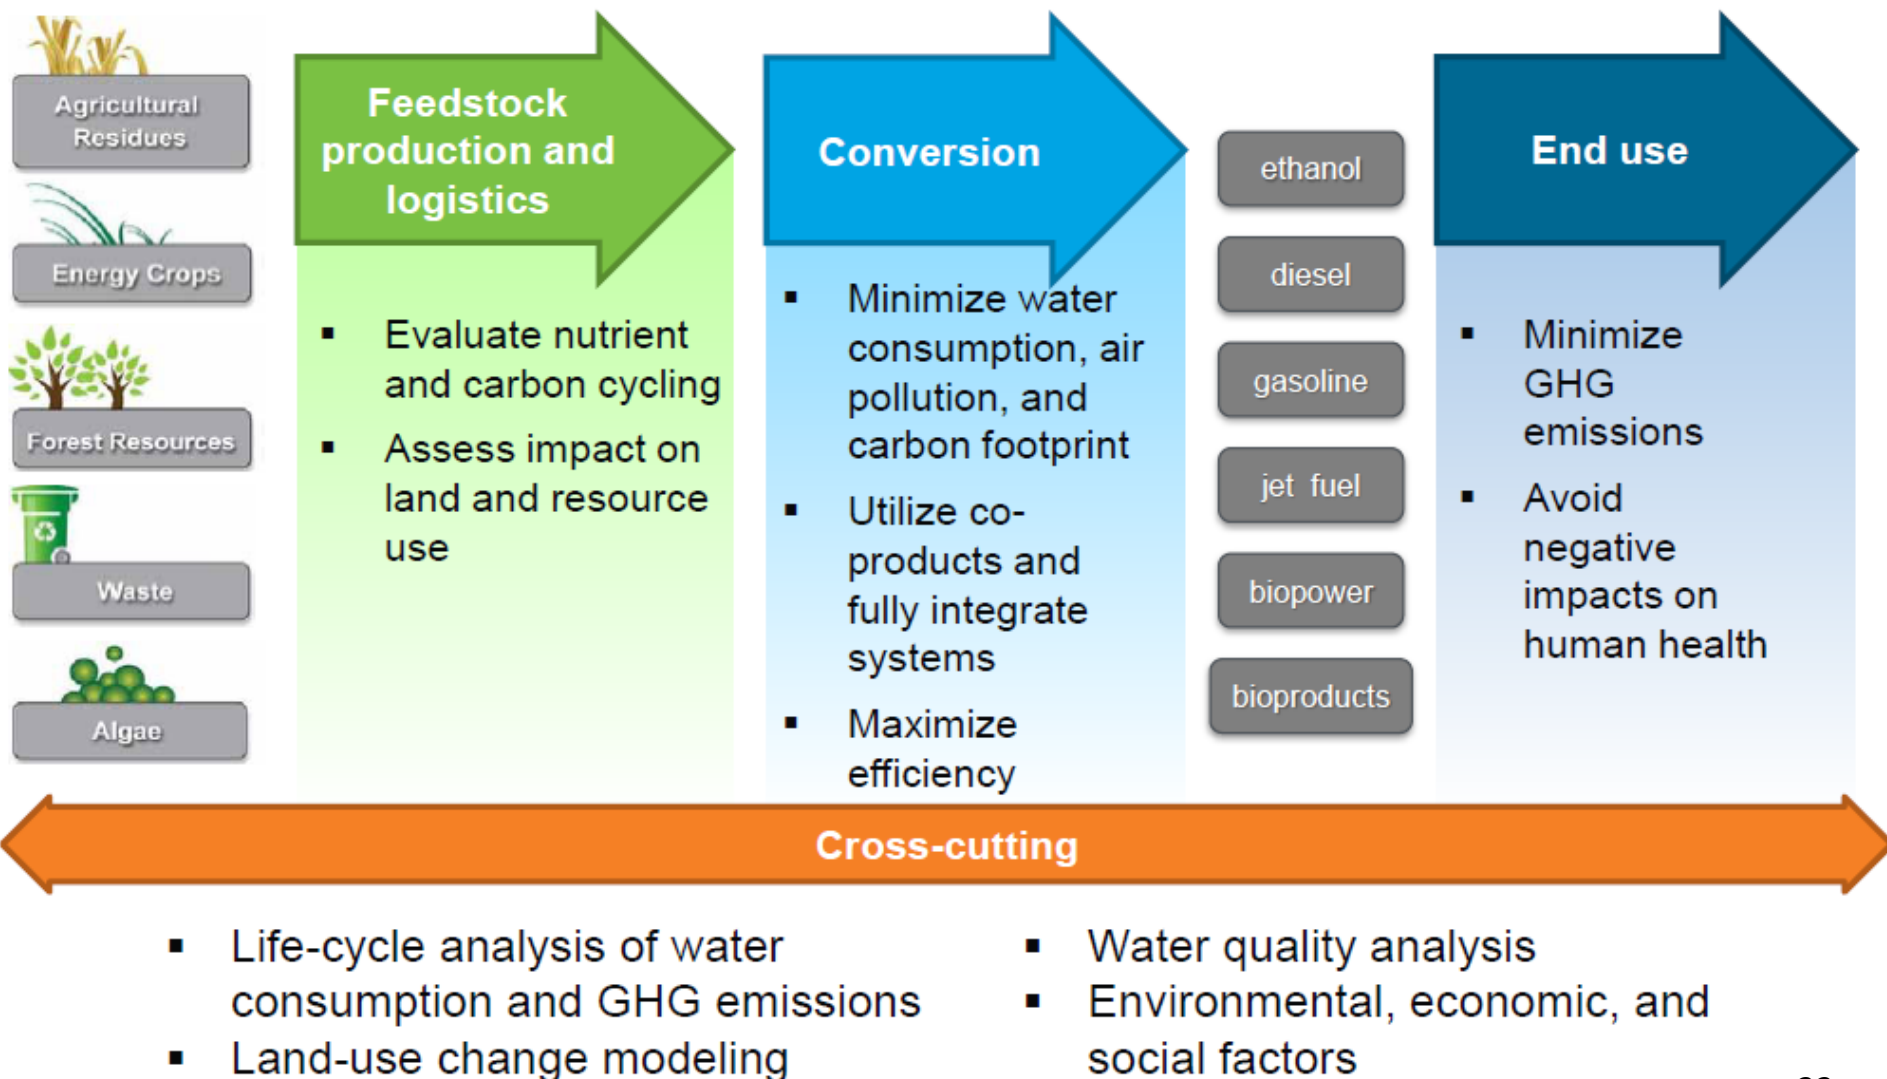 Agricultural
Residues
Energy Crops
Forest Resources
Waste
Algae
Feedstock
production and
logistics
▪ Evaluate nutrient
and carbon cycling
▪ Assess impact on
land and resource
use
Conversion
▪ Minimize water
consumption, air
pollution, and
carbon footprint
▪ Utilize co-
products and
fully integrate
systems
▪ Maximize
efficiency
ethanol
diesel
gasoline
jet fuel
biopower
bioproducts
End use
▪ Minimize
GHG
emissions
▪ Avoid
negative
impacts on
human health
Cross-cutting
▪ Life-cycle analysis of water
consumption and GHG emissions
▪ Land-use change modeling
▪ Water quality analysis
▪ Environmental, economic, and
social factors